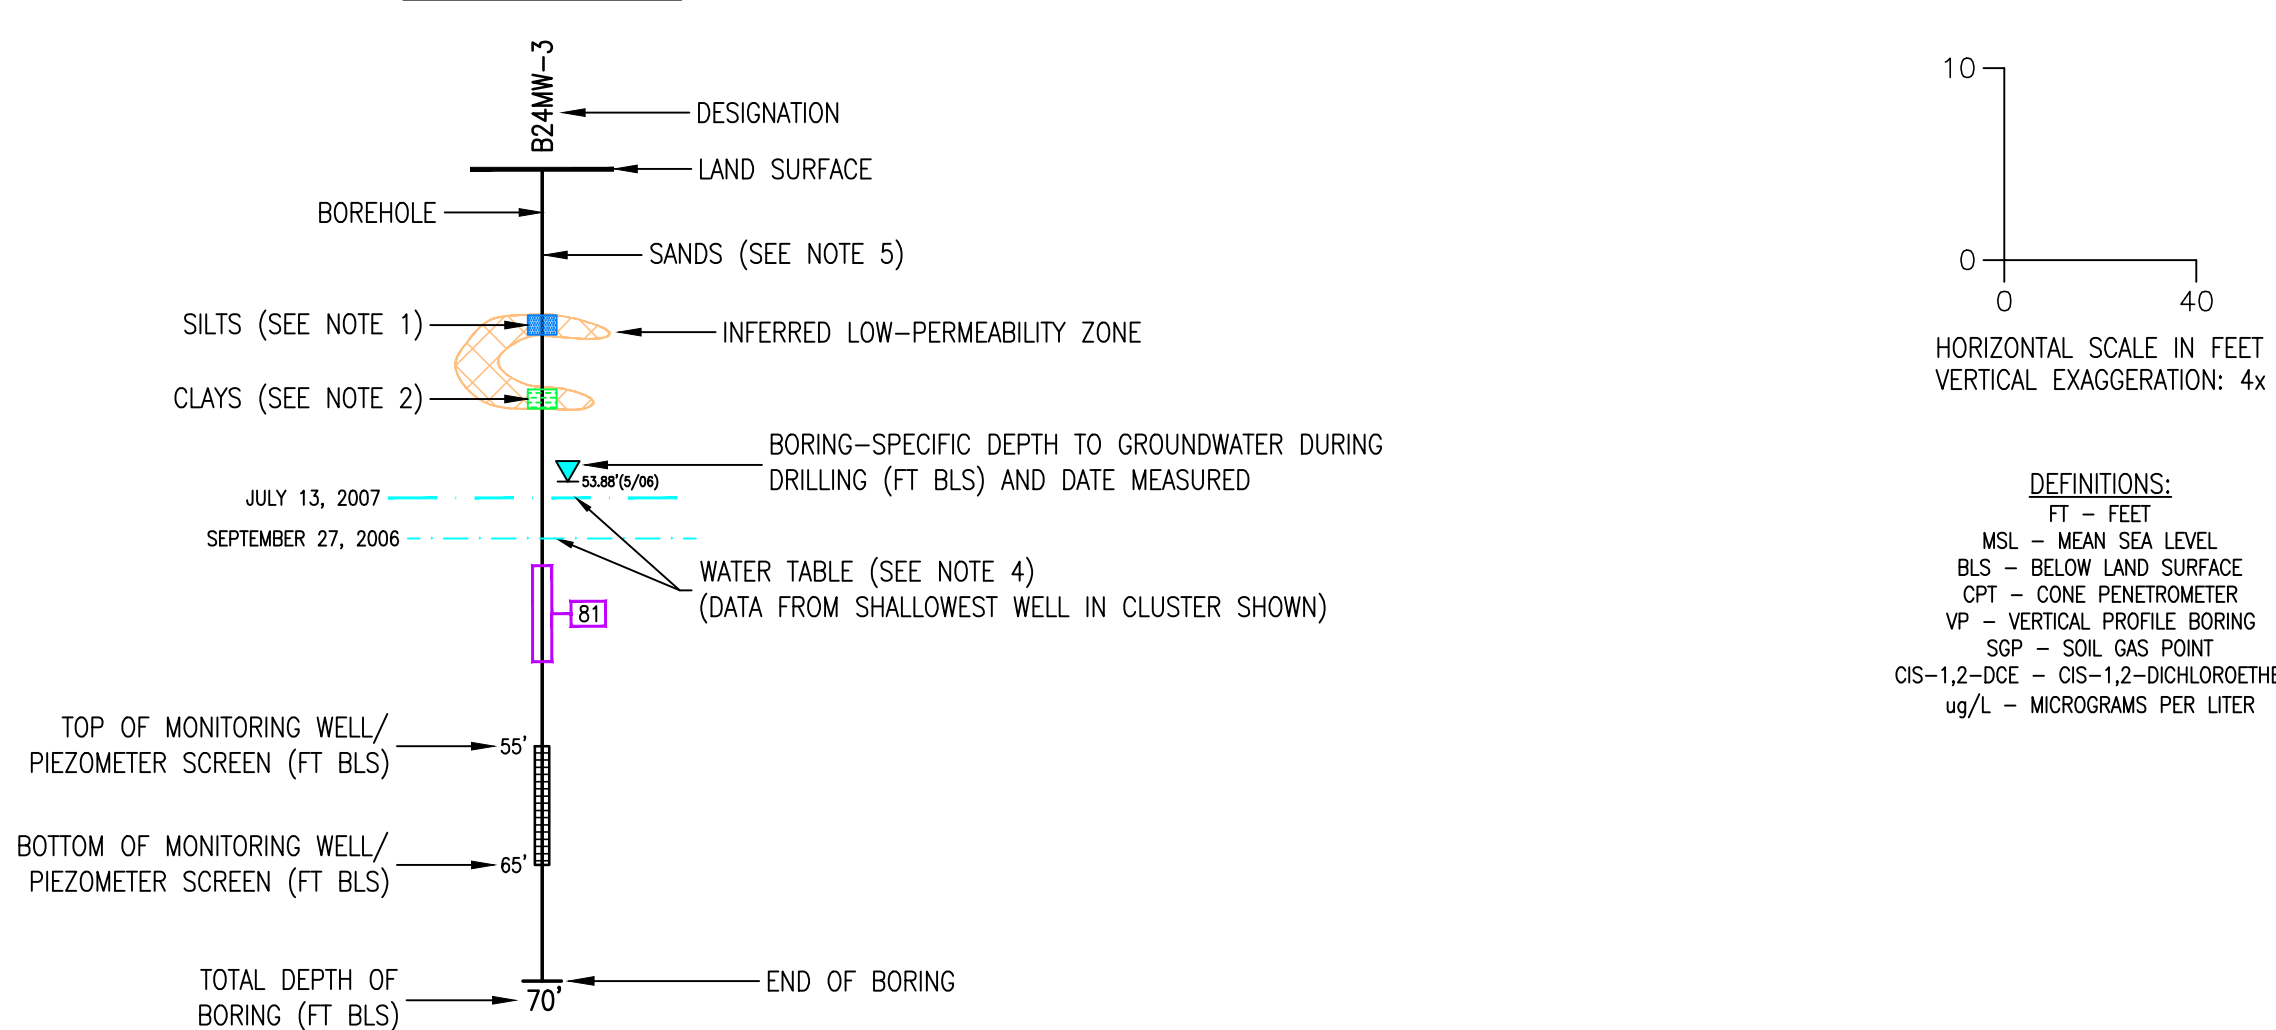 B24MW-3
DESIGNATION
LAND SURFACE
BOREHOLE
SANDS (SEE NOTE 5)
SILTS (SEE NOTE 1)
INFERRED LOW-PERMEABILITY ZONE
CLAYS (SEE NOTE 2)
BORING-SPECIFIC DEPTH TO GROUNDWATER DURING
DRILLING (FT BLS) AND DATE MEASURED
53.88'(5/06)
JULY 13, 2007
SEPTEMBER 27, 2006
WATER TABLE (SEE NOTE 4)
(DATA FROM SHALLOWEST WELL IN CLUSTER SHOWN)
81
TOP OF MONITORING WELL/
PIEZOMETER SCREEN (FT BLS)
55'
BOTTOM OF MONITORING WELL/
PIEZOMETER SCREEN (FT BLS)
65'
TOTAL DEPTH OF
BORING (FT BLS)
70'
END OF BORING
10
0
0 40
HORIZONTAL SCALE IN FEET
VERTICAL EXAGGERATION: 4x
DEFINITIONS:
FT - FEET
MSL - MEAN SEA LEVEL
BLS - BELOW LAND SURFACE
CPT - CONE PENETROMETER
VP - VERTICAL PROFILE BORING
SGP - SOIL GAS POINT
CIS-1,2-DCE - CIS-1,2-DICHLOROETHE
ug/L - MICROGRAMS PER LITER